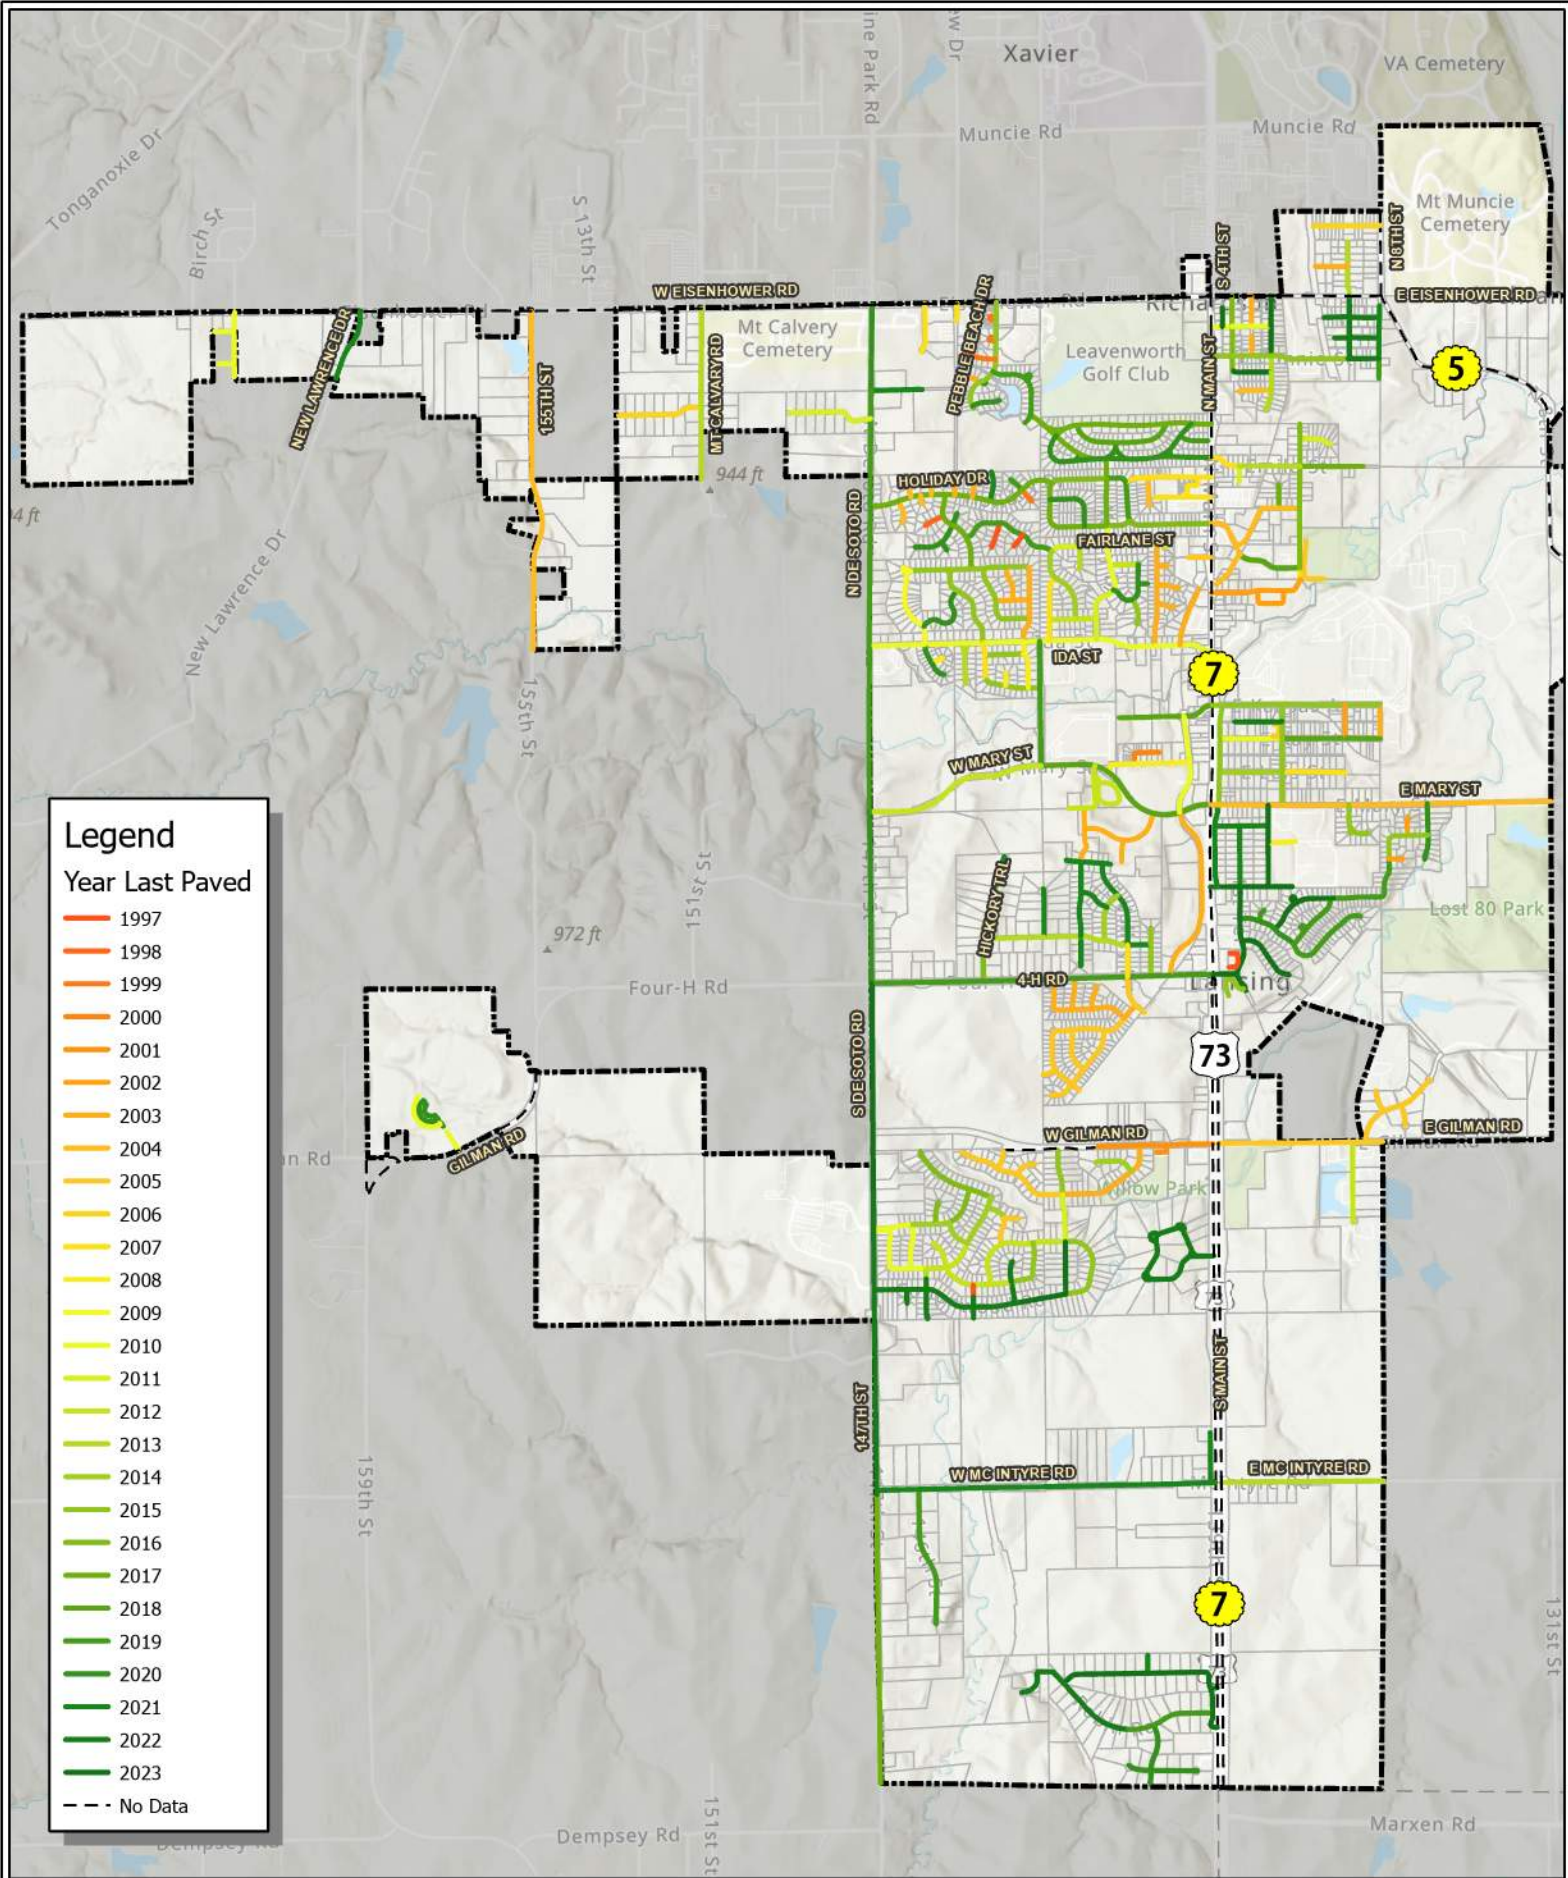 Xavier
VA Cemetery
Muncie Rd
Muncie Rd
Tonganoxie Dr
Birch St
S 13th St
Mt Muncie
Cemetery
N 8TH ST
S 4TH ST
W EISENHOWER RD
E EISENHOWER RD
PEBBLE BEACH DR
NEW LAWRENCE DR
Mt Calvery
Cemetery
MT CALVARY RD
155TH ST
Leavenworth
Golf Club
N MAIN ST
5
944 ft
HOLIDAY DR
FAIRLANE ST
N DE SOTO RD
New Lawrence Dr
IDA ST
7
155th St
W MARY ST
E MARY ST
Legend
Year Last Paved
1997
1998
1999
2000
2001
2002
2003
2004
2005
2006
2007
2008
2009
2010
2011
2012
2013
2014
2015
2016
2017
2018
2019
2020
2021
2022
2023
No Data
151st St
HICKORY TRL
Lost 80 Park
972 ft
Four-H Rd
4-H RD
Lansing
73
S DE SOTO RD
W GILMAN RD
E GILMAN RD
GILMAN RD
Willow Park
S MAIN ST
147TH ST
W MC INTYRE RD
E MC INTYRE RD
159th St
7
131st St
Dempsey Rd
Dempsey Rd
151st St
Marxen Rd